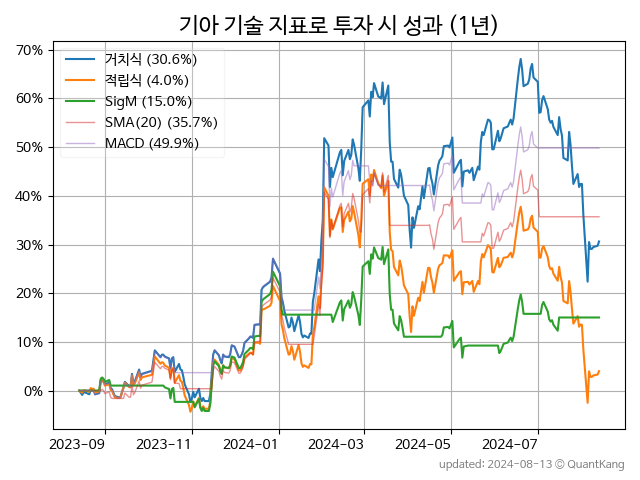 기아 기술 지표로 투자 시 성과 (1년)
70%
60%
50%
40%
30%
20%
10%
0%
거치식 (30.6%)
적립식 (4.0%)
SigM (15.0%)
SMA(20) (35.7%)
MACD (49.9%)
2023-09 2023-11 2024-01 2024-03 2024-05 2024-07
updated: 2024-08-13 © QuantKang